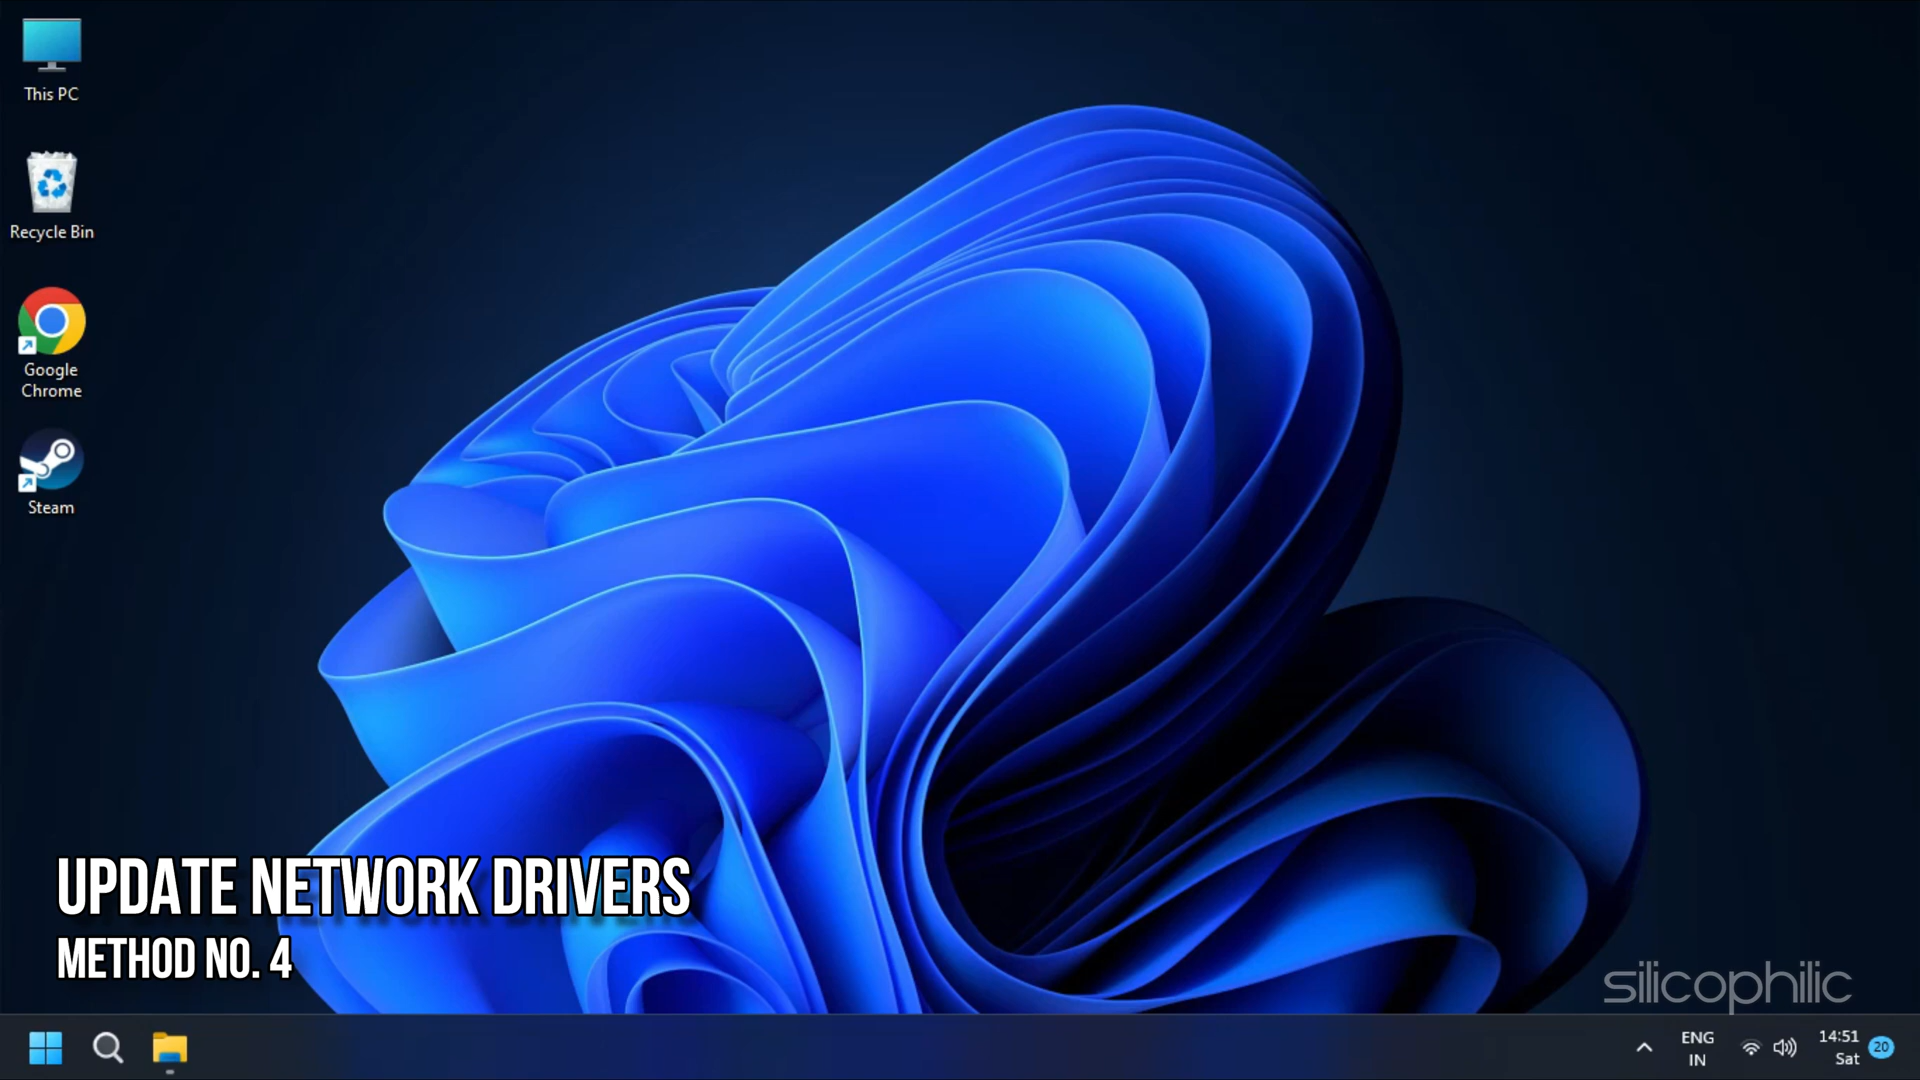 This PC
Recycle Bin
Google
Chrome
Steam
UPDATE NETWORK DRIVERS
METHOD NO. 4
silicophilic
ENG
IN
14:51
Sat
20